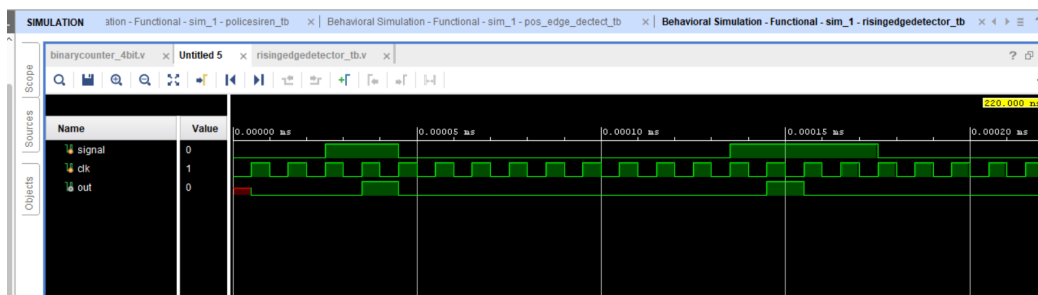 SIMULATION
ation - Functional - sim_1 - policesiren_tb
Behavioral Simulation - Functional - sim_1 - pos_edge_dectect_tb
Behavioral Simulation - Functional - sim_1 - risingedgedetector_tb
binarycounter_4bit.v
Untitled 5
risingedgedetector_tb.v
Scope
Sources
Objects
220.000 n
Name Value
0.00000 ms 0.00005 ms 0.00010 ms 0.00015 ms 0.00020 ms
signal 0
clk 1
out 0